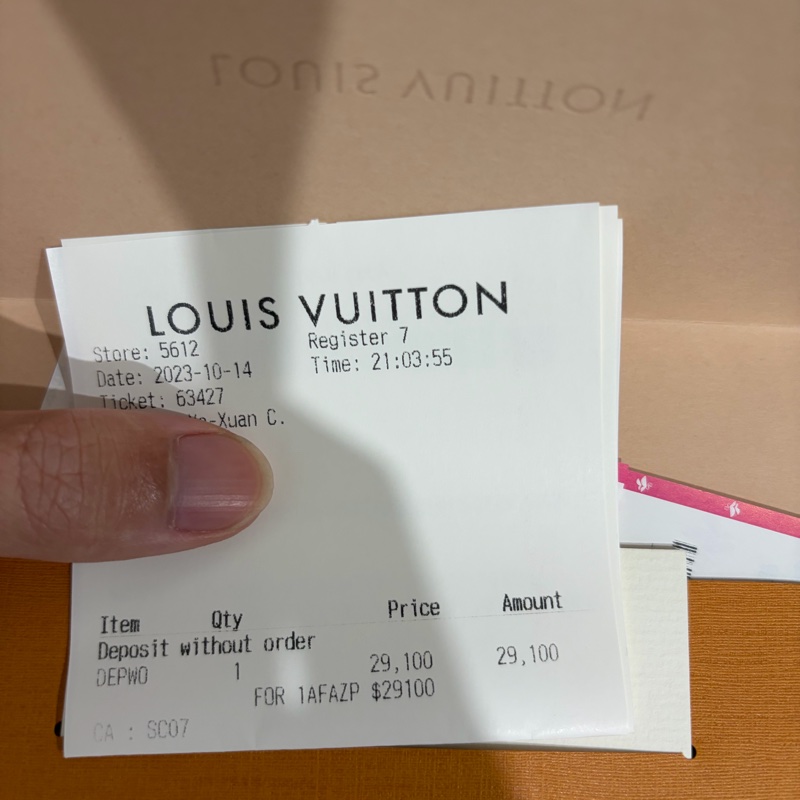 LOUIS VUITTON
LOUIS VUITTON
Store: 5612 Register 7
Date: 2023-10-14 Time: 21:03:55
Ticket: 63427
-Xuan C.
Item Qty Price Amount
Deposit without order
DEPWO 1 29,100 29,100
FOR 1AFAZP $29100
CA : SC07